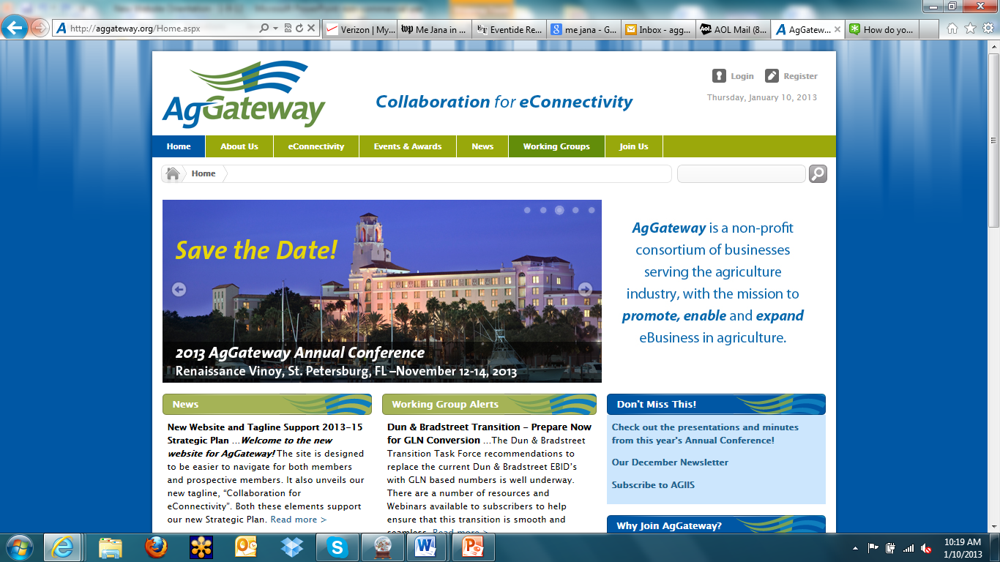 http://aggateway.org/Home.aspx
Verizon | My...
Me Jana in ...
Eventide Re...
me jana - G...
Inbox - agg...
AOL Mail (8...
AgGatew...
How do yo...
AgGateway
Collaboration for eConnectivity
Login
Register
Thursday, January 10, 2013
Home
About Us
eConnectivity
Events & Awards
News
Working Groups
Join Us
Home
Save the Date!
2013 AgGateway Annual Conference
Renaissance Vinoy, St. Petersburg, FL –November 12-14, 2013
AgGateway is a non-profit
consortium of businesses
serving the agriculture
industry, with the mission to
promote, enable and expand
eBusiness in agriculture.
News
New Website and Tagline Support 2013-15
Strategic Plan ...Welcome to the new
website for AgGateway! The site is designed
to be easier to navigate for both members
and prospective members. It also unveils our
new tagline, “Collaboration for
eConnectivity”. Both these elements support
our new Strategic Plan. Read more >
Working Group Alerts
Dun & Bradstreet Transition - Prepare Now
for GLN Conversion ...The Dun & Bradstreet
Transition Task Force recommendations to
replace the current Dun & Bradstreet EBID’s
with GLN based numbers is well underway.
There are a number of resources and
Webinars available to subscribers to help
ensure that this transition is smooth and
seamless. Read more >
Don't Miss This!
Check out the presentations and minutes
from this year's Annual Conference!
Our December Newsletter
Subscribe to AGIIS
Why Join AgGateway?
10:19 AM
1/10/2013